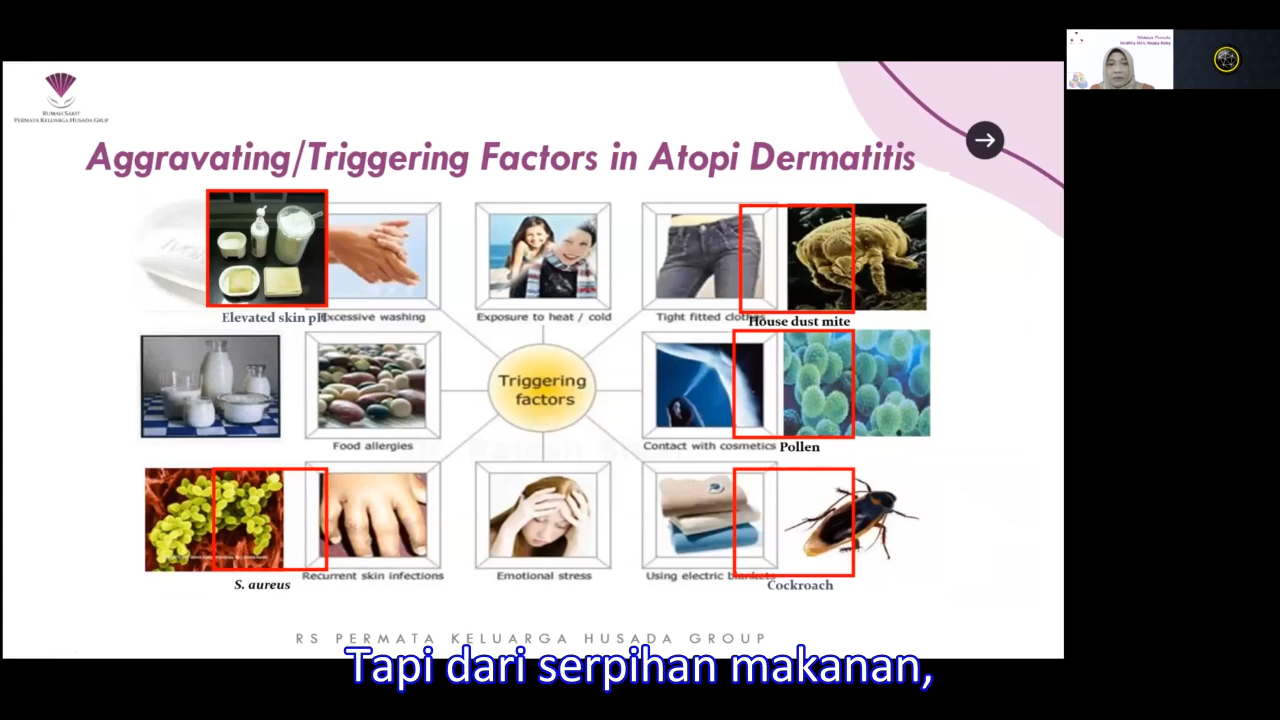 RUMAH SAKIT
PERMATA KELUARGA HUSADA GRUP
Aggravating/Triggering Factors in Atopi Dermatitis
Elevated skin pH
Excessive washing
Exposure to heat / cold
Tight fitted clothes
House dust mite
Triggering
factors
Food allergies
Contact with cosmetics
Pollen
S. aureus
Recurrent skin infections
Emotional stress
Using electric blankets
Cockroach
RS PERMATA KELUARGA HUSADA GROUP
Tapi dari serpihan makanan,